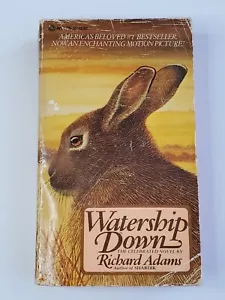 AMERICA'S BELOVED #1 BESTSELLER.
NOW AN ENCHANTING MOTION PICTURE!
Watership
Down
THE CELEBRATED NOVEL BY
Richard Adams
Author of SHARDIK